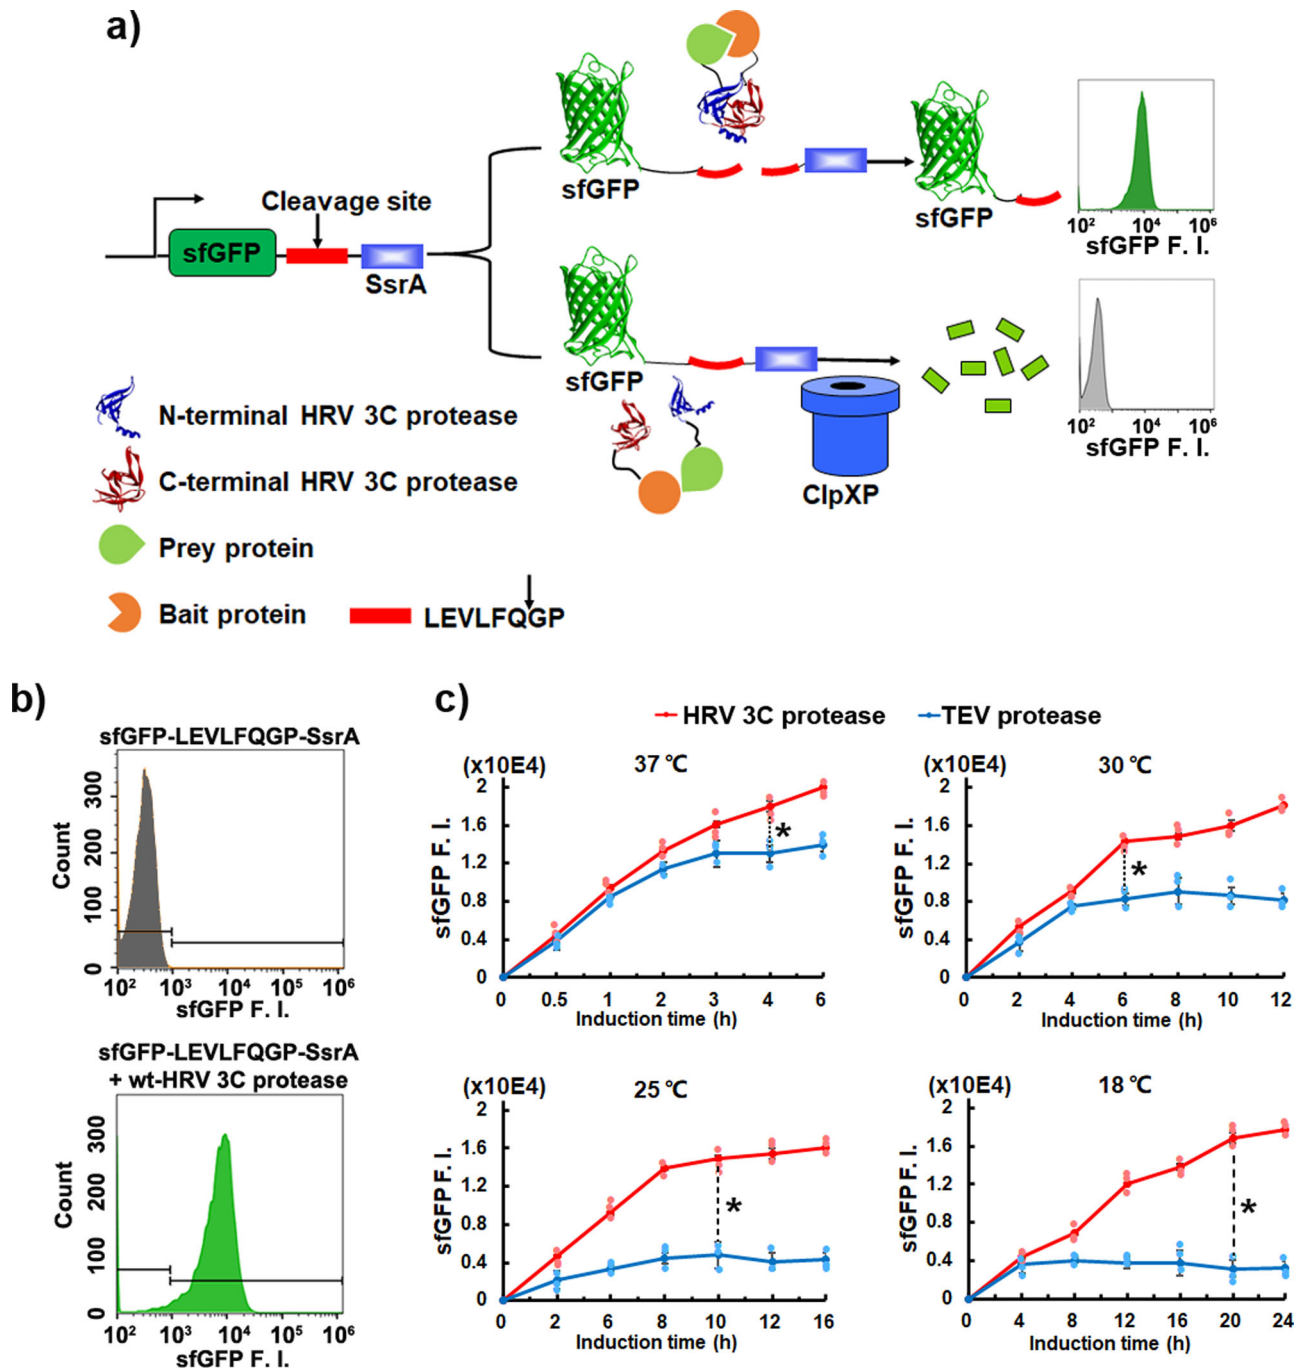 a)
Cleavage site
sfGFP
SsrA
sfGFP
sfGFP
10² 10⁴ 10⁶
sfGFP F. I.
sfGFP
ClpXP
10² 10⁴ 10⁶
sfGFP F. I.
N-terminal HRV 3C protease
C-terminal HRV 3C protease
Prey protein
Bait protein
LEVLFQGP
b)
sfGFP-LEVLFQGP-SsrA
Count
300
200
100
0
10² 10³ 10⁴ 10⁵ 10⁶
sfGFP F. I.
sfGFP-LEVLFQGP-SsrA
+ wt-HRV 3C protease
Count
300
200
100
0
10² 10³ 10⁴ 10⁵ 10⁶
sfGFP F. I.
c)
HRV 3C protease
TEV protease
(x10E4)
37 ℃
sfGFP F. I.
2
1.6
1.2
0.8
0.4
0
*
0 0.5 1 2 3 4 6
Induction time (h)
(x10E4)
30 ℃
sfGFP F. I.
2
1.6
1.2
0.8
0.4
0
*
0 2 4 6 8 10 12
Induction time (h)
(x10E4)
25 ℃
sfGFP F. I.
2
1.6
1.2
0.8
0.4
0
*
0 2 6 8 10 12 16
Induction time (h)
(x10E4)
18 ℃
sfGFP F. I.
2
1.6
1.2
0.8
0.4
0
*
0 4 8 12 16 20 24
Induction time (h)